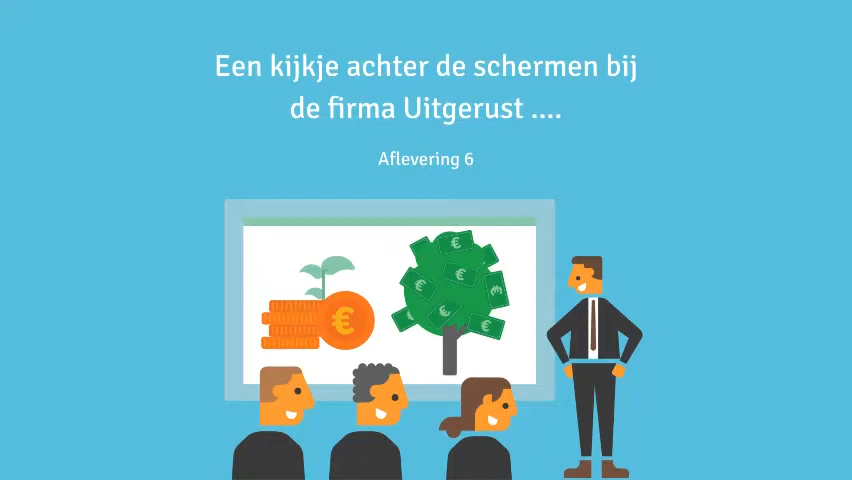 Een kijkje achter de schermen bij
de firma Uitgerust ....
Aflevering 6
€
€
€
€
€
€
€